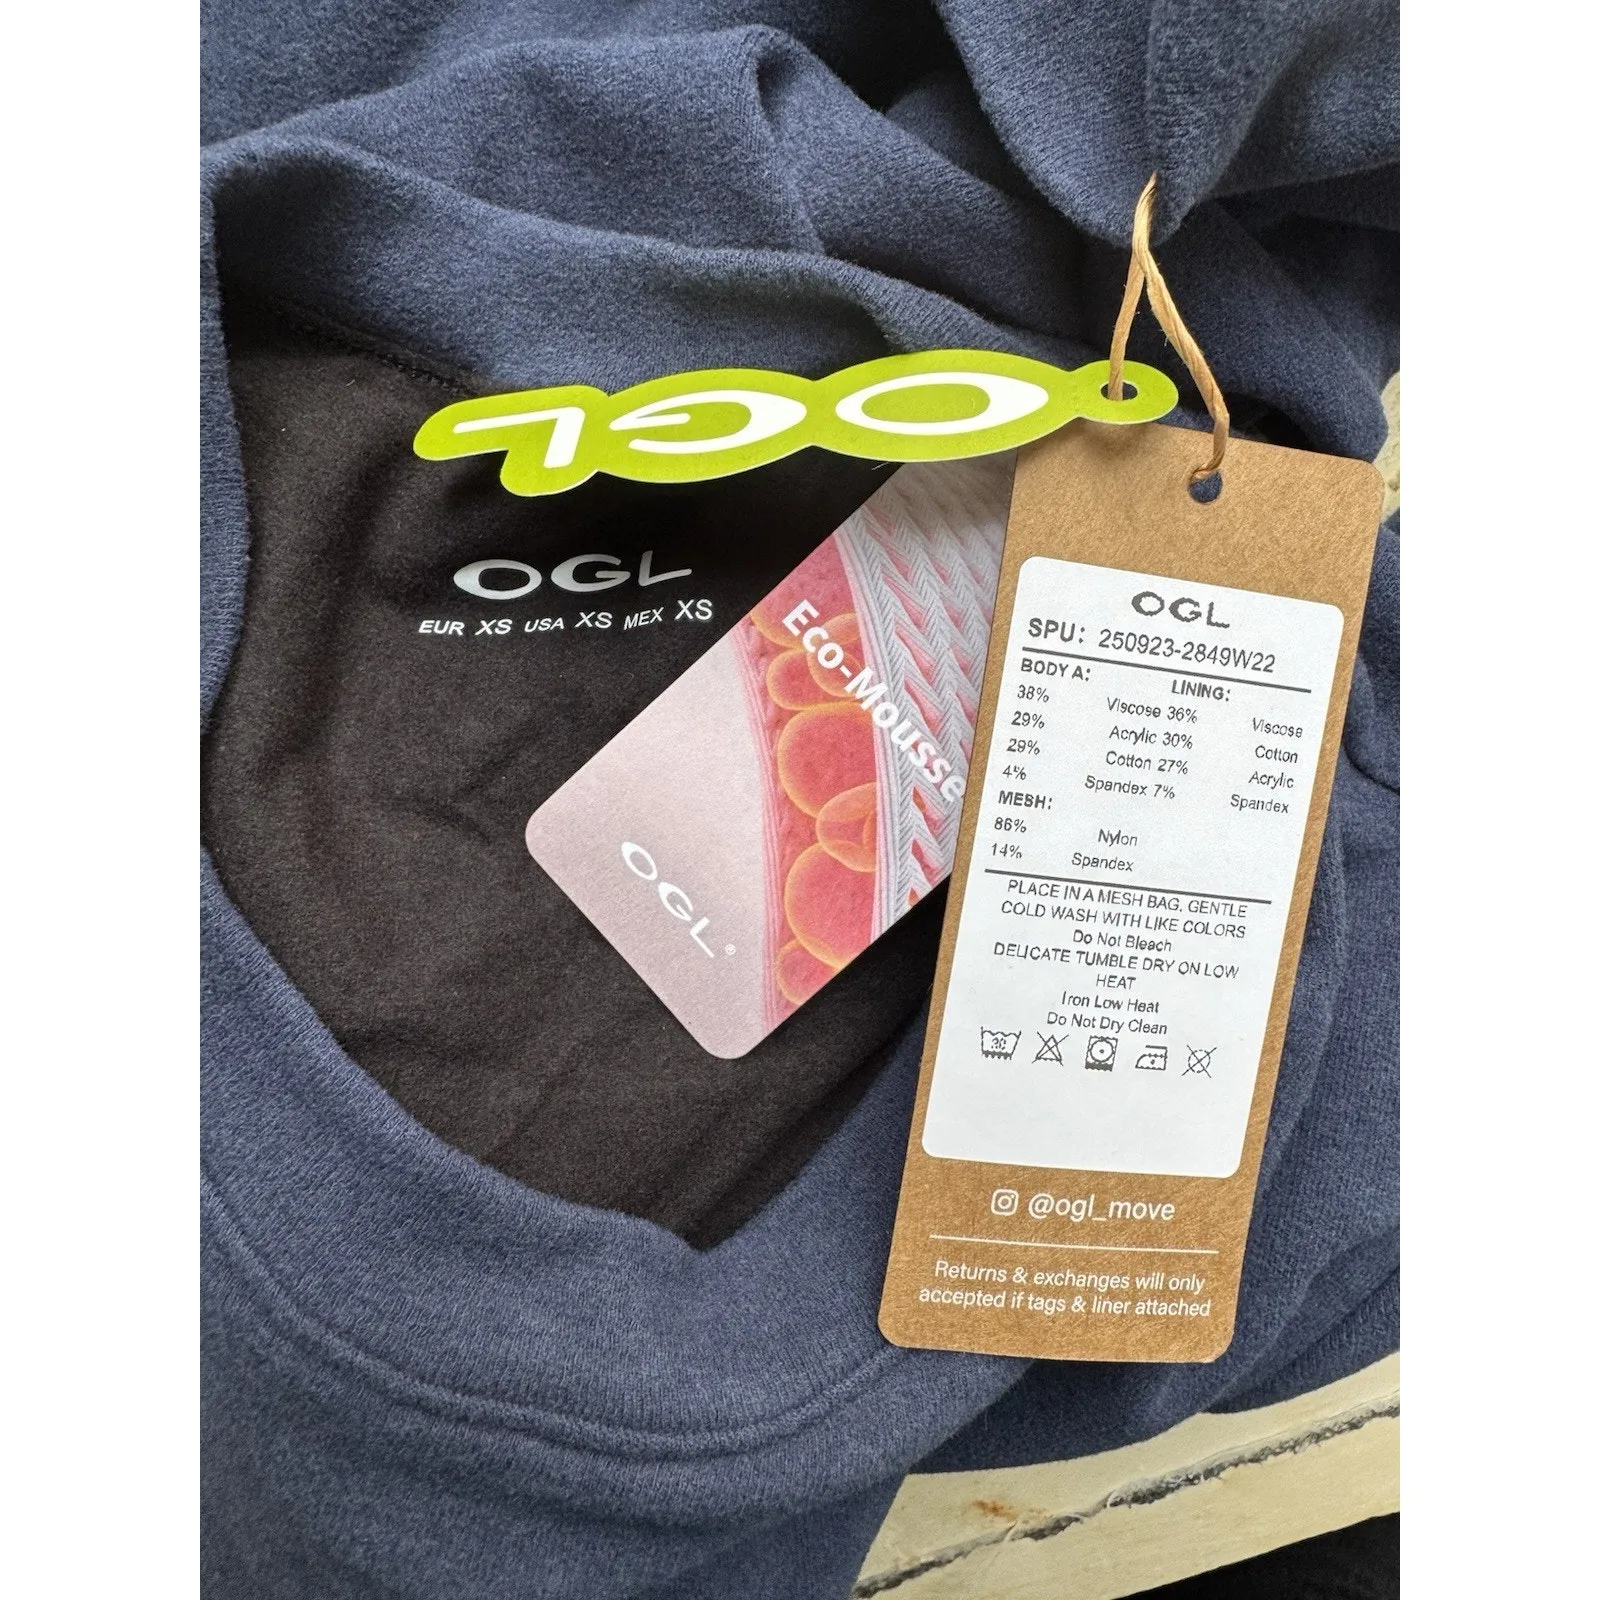 OGL
OGL
EUR XS USA XS MEX XS
Eco-Mousse
OGL®
OGL
SPU: 250923-2849W22
BODY A: LINING:
38% Viscose 36% Viscose
29% Acrylic 30% Cotton
29% Cotton 27% Acrylic
4% Spandex 7% Spandex
MESH:
86% Nylon
14% Spandex
PLACE IN A MESH BAG, GENTLE
COLD WASH WITH LIKE COLORS
Do Not Bleach
DELICATE TUMBLE DRY ON LOW
HEAT
Iron Low Heat
Do Not Dry Clean
30
@ogl_move
Returns & exchanges will only
accepted if tags & liner attached